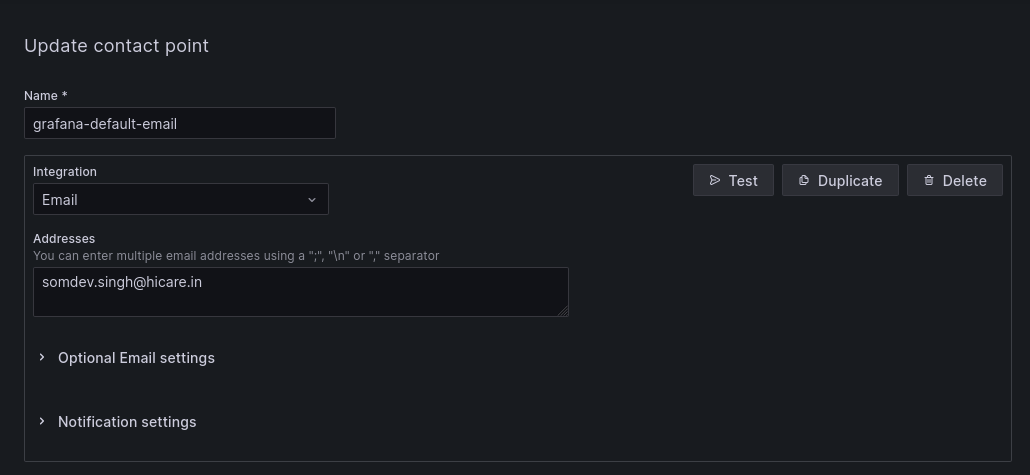 Update contact point
Name *
grafana-default-email
Integration
Email
Test
Duplicate
Delete
Addresses
You can enter multiple email addresses using a ";", "\n" or "," separator
somdev.singh@hicare.in
Optional Email settings
Notification settings